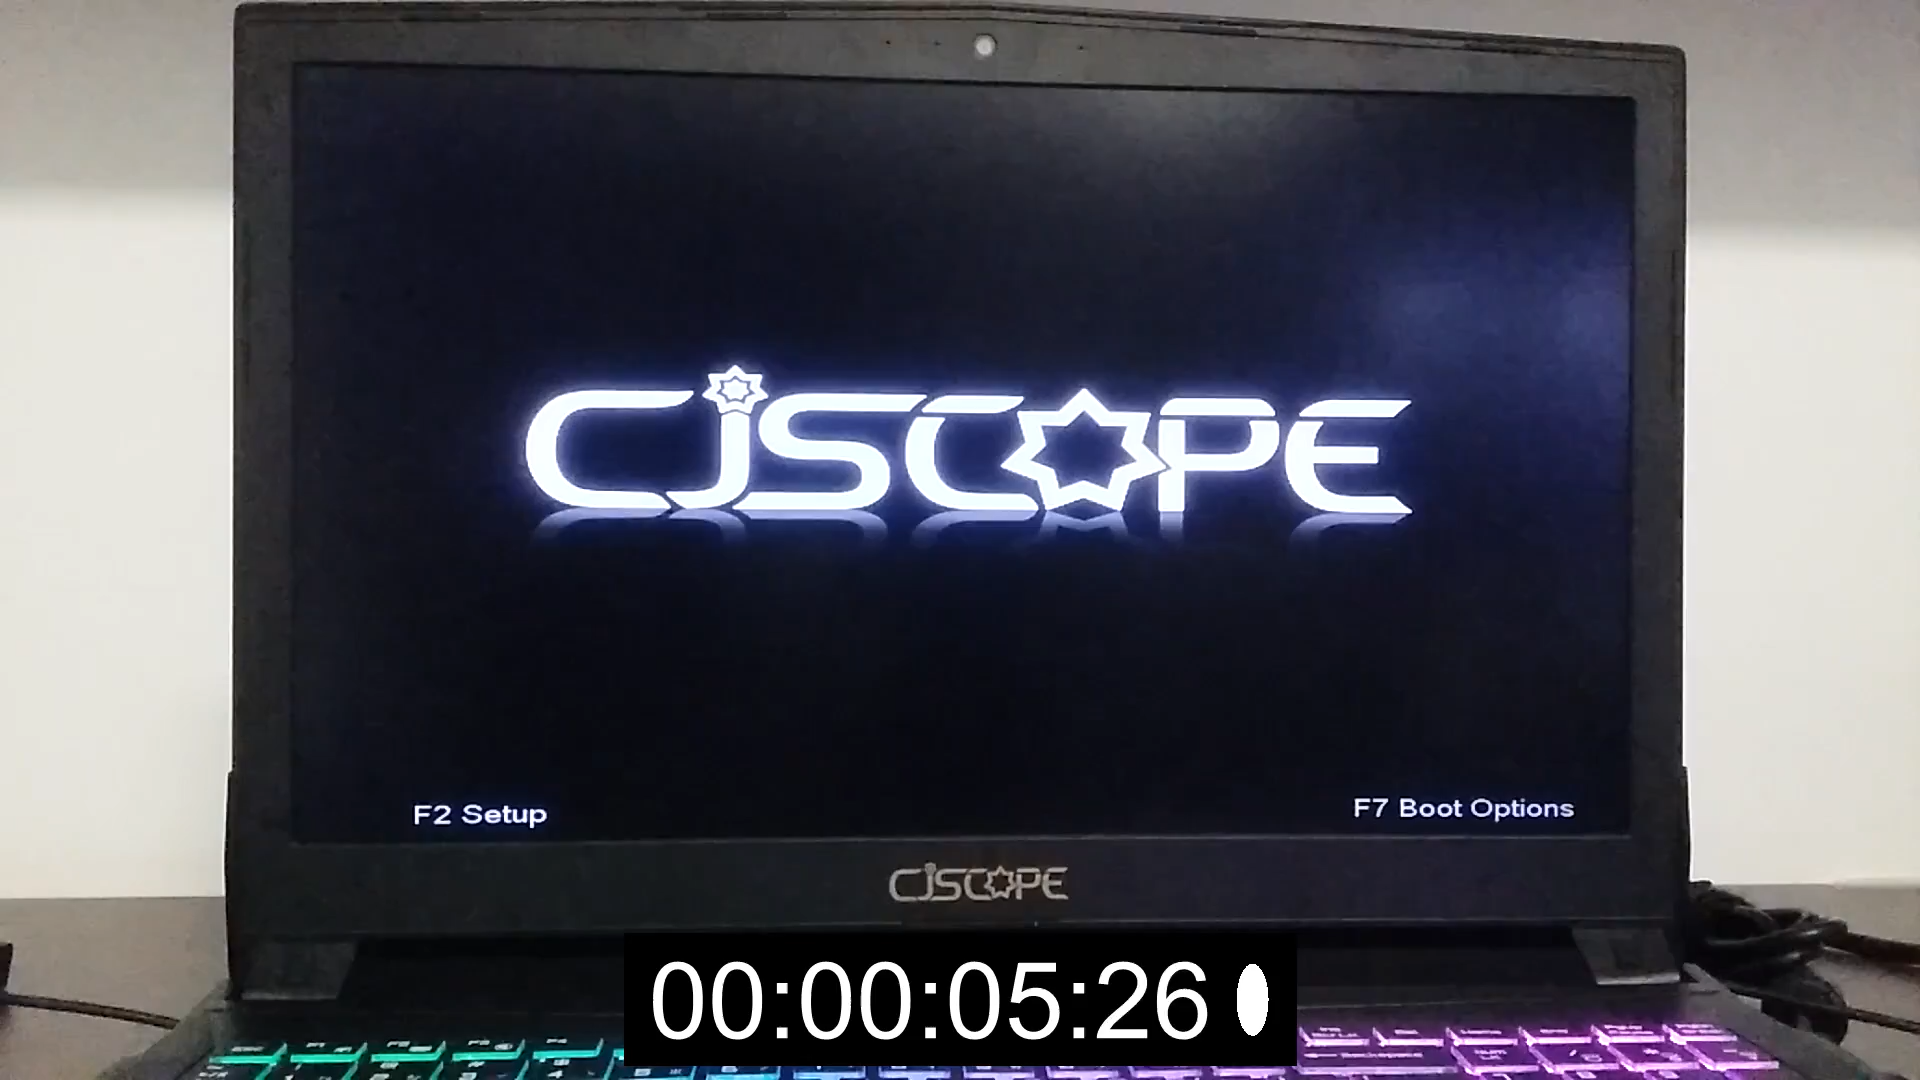 CJSCOPE
F2 Setup
F7 Boot Options
CJSCOPE
00:00:05:26